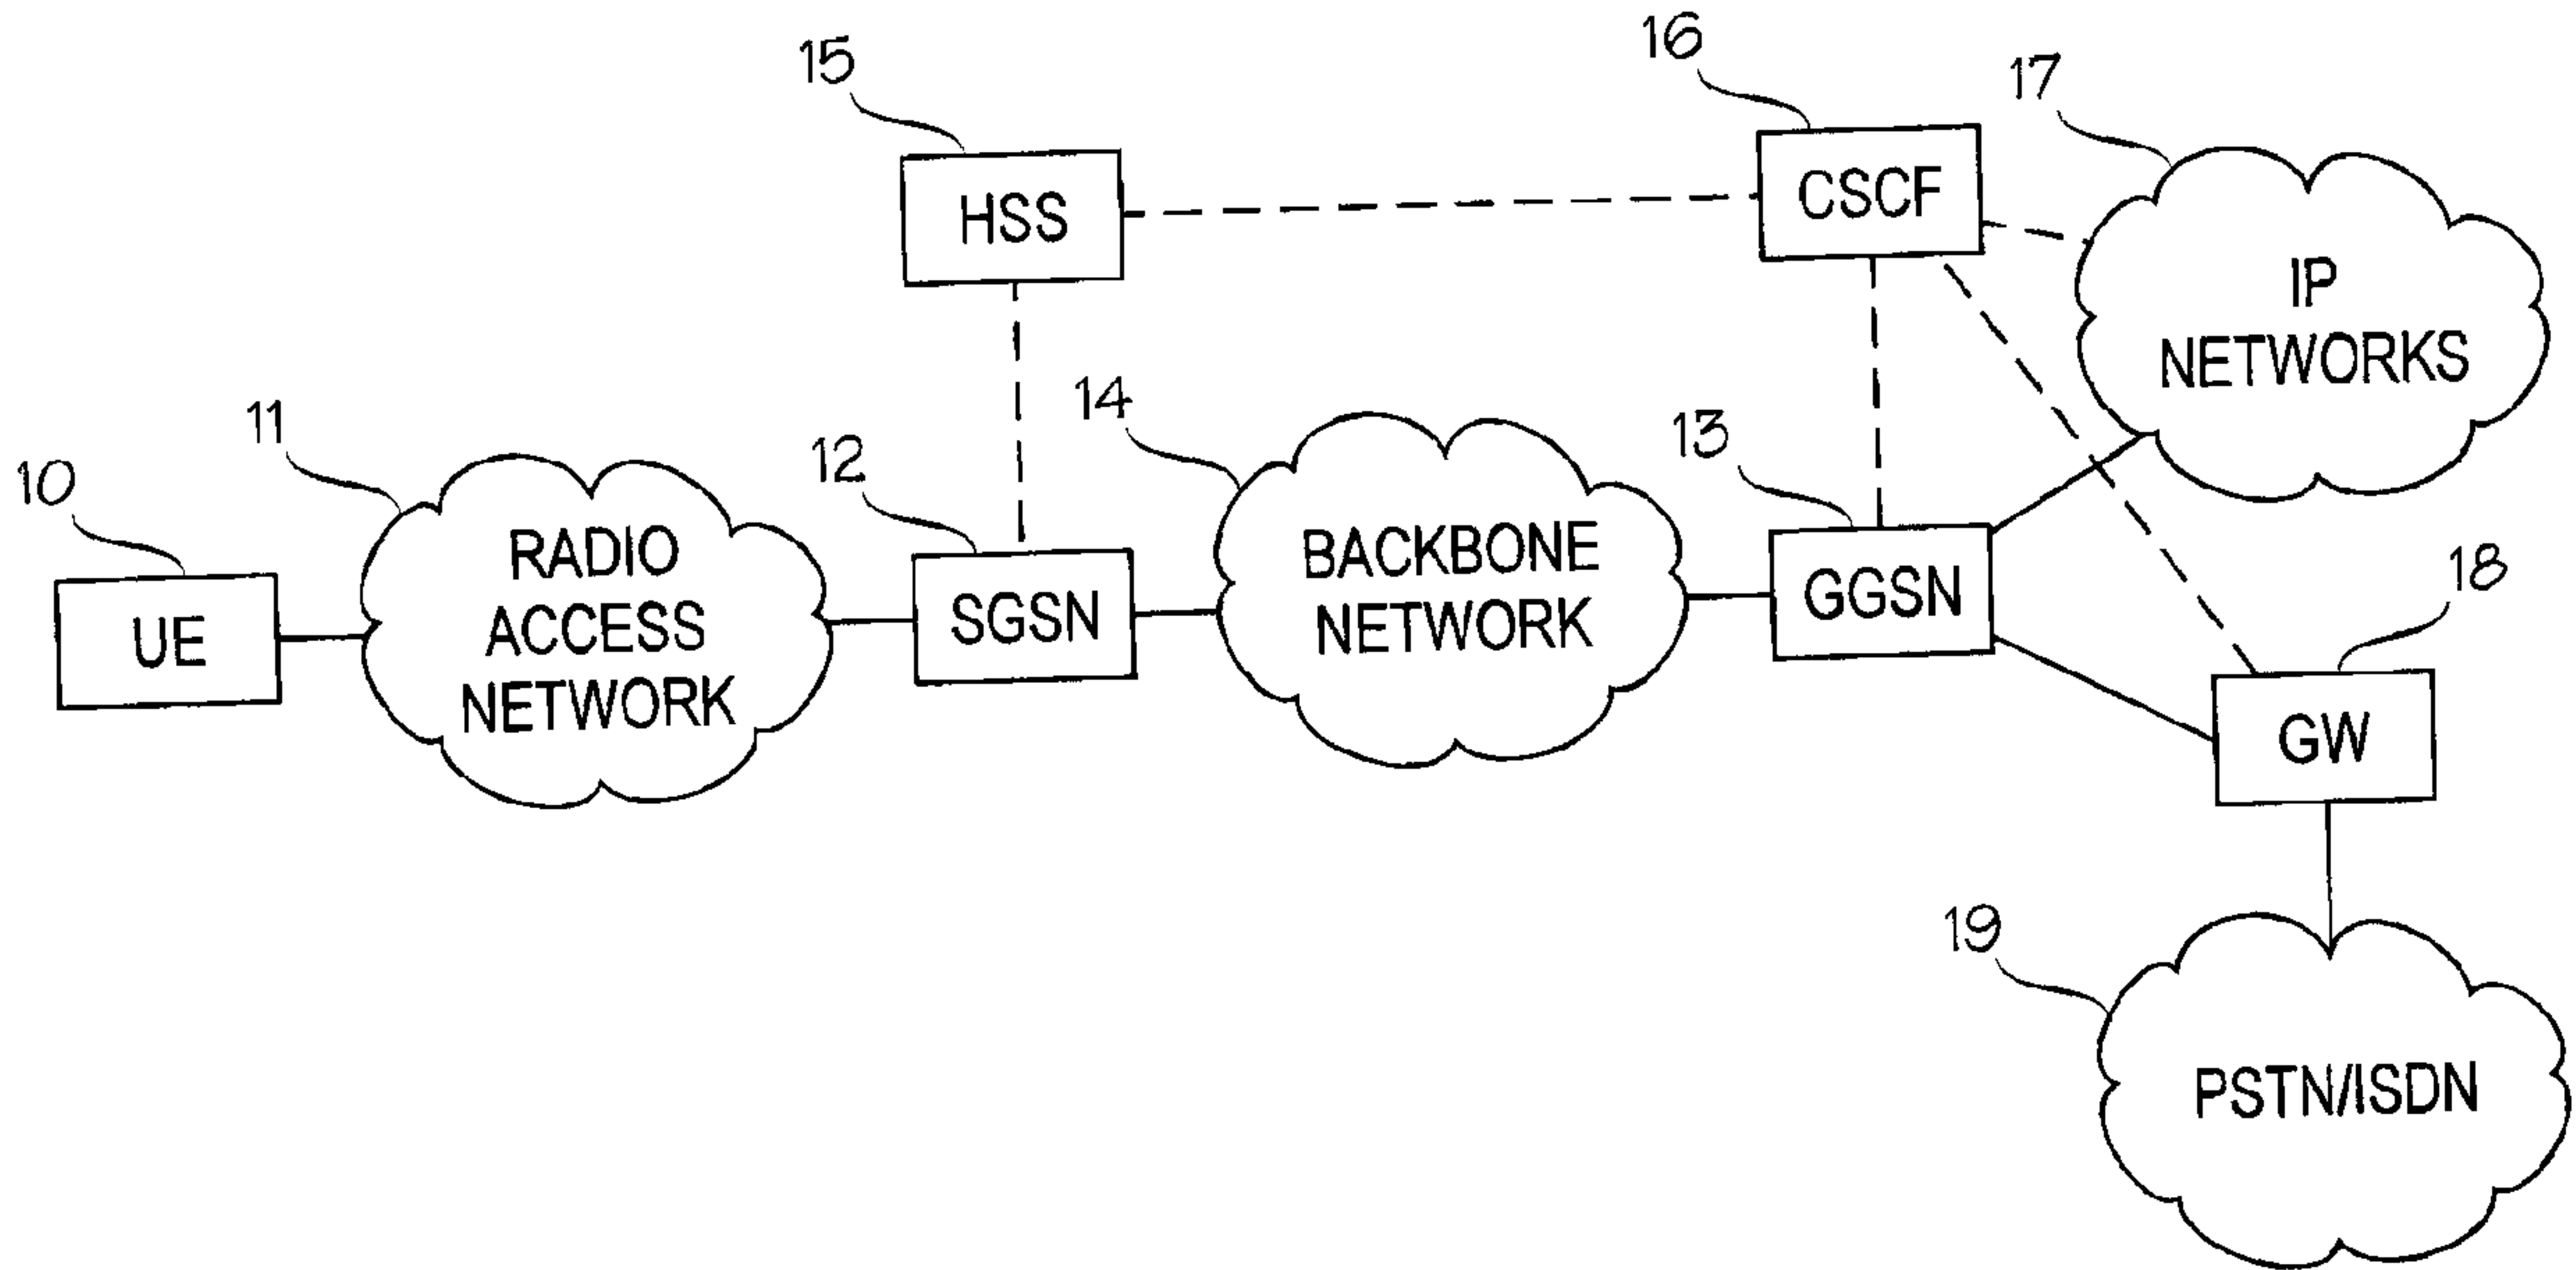 15
16
17
HSS
CSCF
IP
NETWORKS
10
11
12
14
13
18
UE
RADIO
ACCESS
NETWORK
SGSN
BACKBONE
NETWORK
GGSN
GW
19
PSTN/ISDN